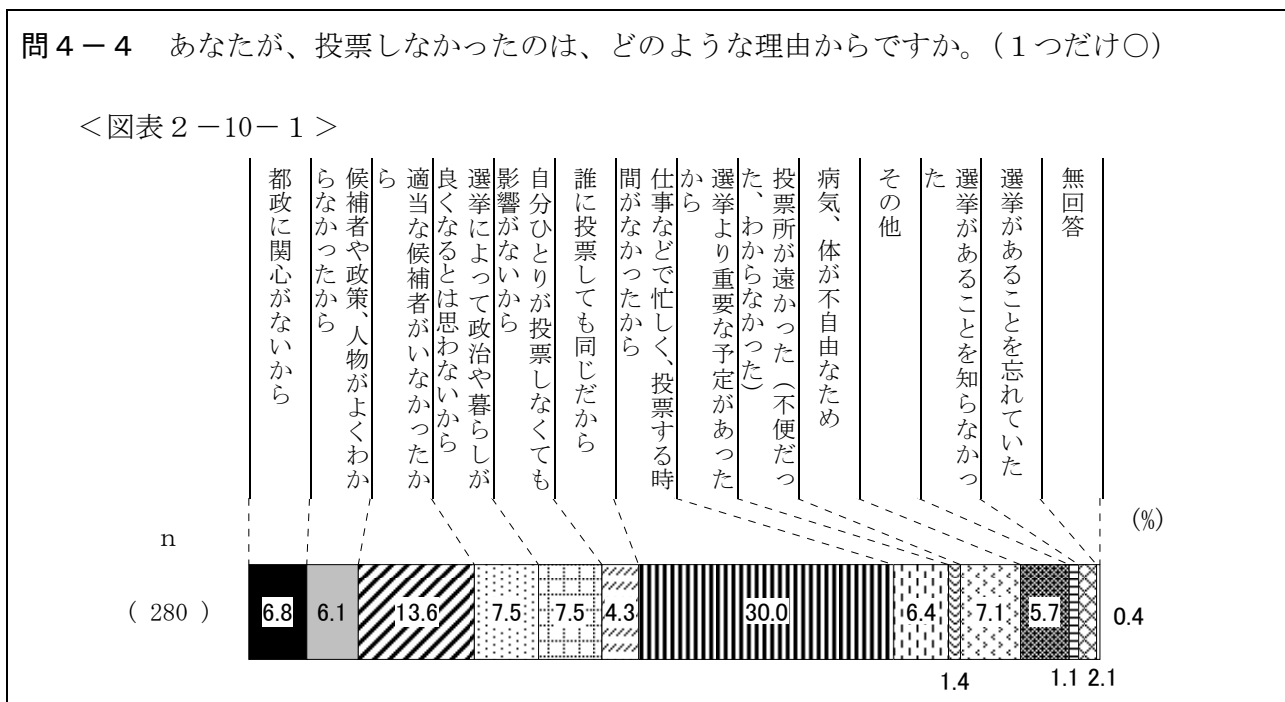 問４－４　あなたが、投票しなかったのは、どのような理由からですか。（１つだけ○）
＜図表２－10－１＞
都政に関心がないから
候補者や政策、人物がよくわか
らなかったから
適当な候補者がいなかったか
ら
選挙によって政治や暮らしが
良くなるとは思わないから
自分ひとりが投票しなくても
影響がないから
誰に投票しても同じだから
仕事などで忙しく、投票する時
間がなかったから
選挙より重要な予定があった
から
投票所が遠かった（不便だっ
た、わからなかった）
病気、体が不自由なため
その他
選挙があることを知らなかっ
た
選挙があることを忘れていた
無回答
(%)
n
( 280 )
6.8 6.1 13.6 7.5 7.5 4.3 30.0 6.4 7.1 5.7 0.4
1.4 1.1 2.1